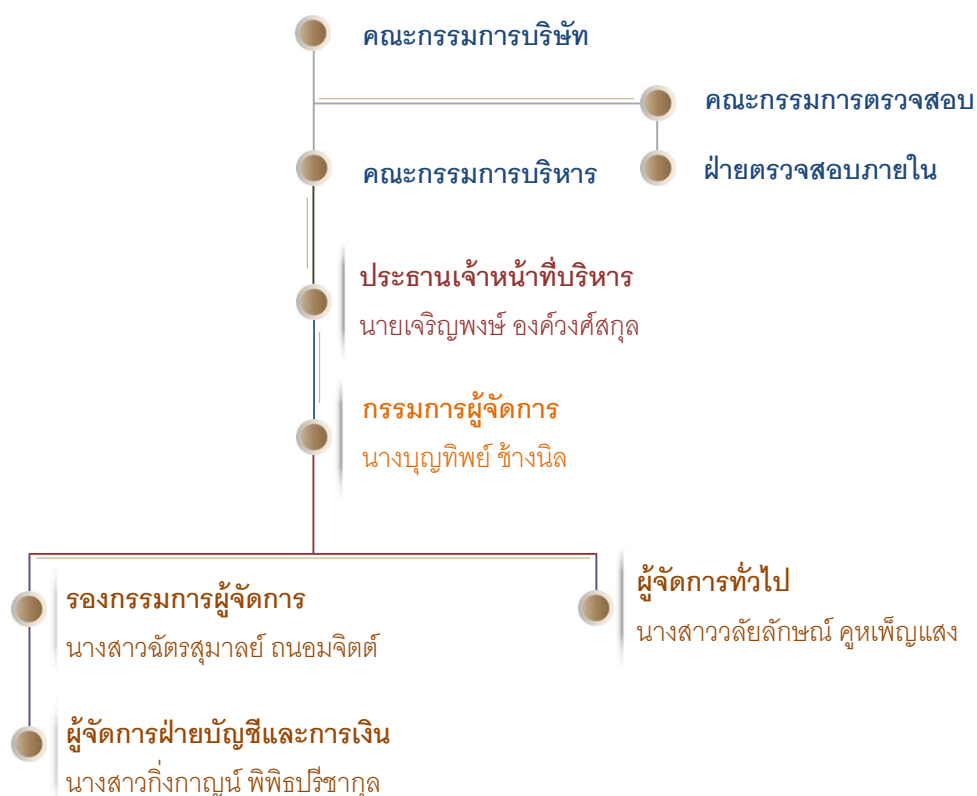 คณะกรรมการบริษัท
คณะกรรมการตรวจสอบ
คณะกรรมการบริหาร
ฝ่ายตรวจสอบภายใน
ประธานเจ้าหน้าที่บริหาร
นายเจริญพงษ์ องค์วงศ์สกุล
กรรมการผู้จัดการ
นางบุญทิพย์ ช้างนิล
รองกรรมการผู้จัดการ
นางสาวฉัตรสุมาลย์ ถนอมจิตต์
ผู้จัดการทั่วไป
นางสาววลัยลักษณ์ คูหเพ็ญแสง
ผู้จัดการฝ่ายบัญชีและการเงิน
นางสาวกิ่งกาญน์ พิพิธปรีชากุล